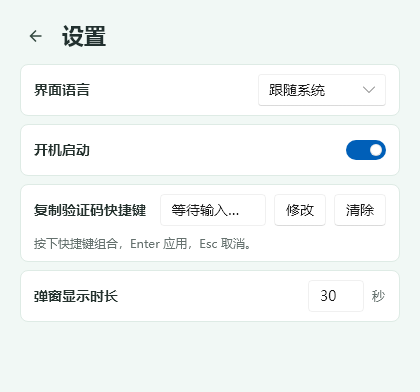 设置
界面语言 跟随系统
开机启动
复制验证码快捷键 等待输入... 修改 清除
按下快捷键组合，Enter 应用，Esc 取消。
弹窗显示时长 30 秒